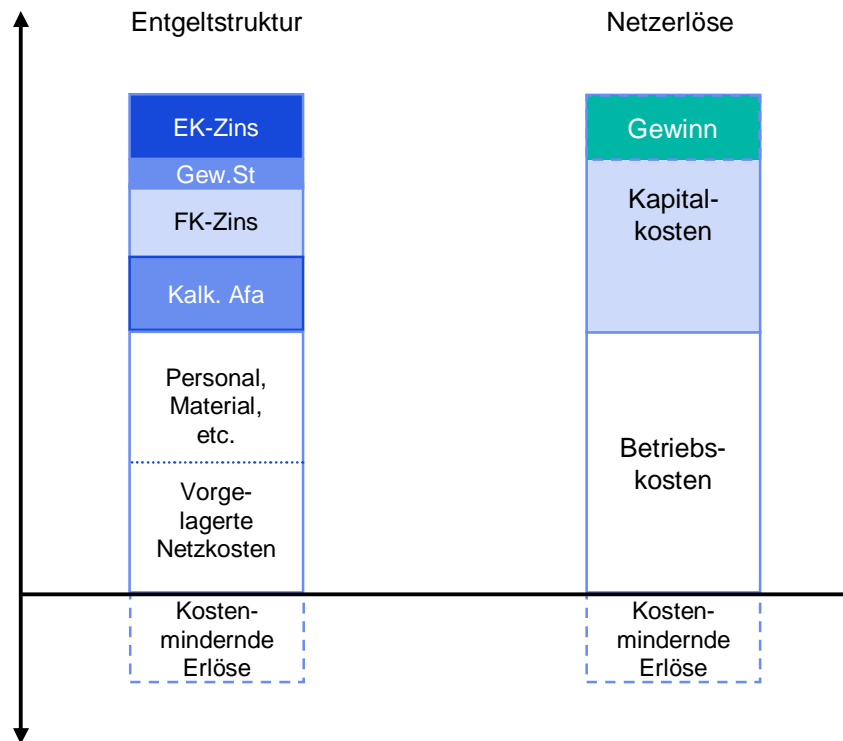 Entgeltstruktur
EK-Zins
Gew.St
FK-Zins
Kalk. Afa
Personal,
Material,
etc.
Vorge-
lagerte
Netzkosten
Kosten-
mindernde
Erlöse
Netzerlöse
Gewinn
Kapital-
kosten
Betriebs-
kosten
Kosten-
mindernde
Erlöse